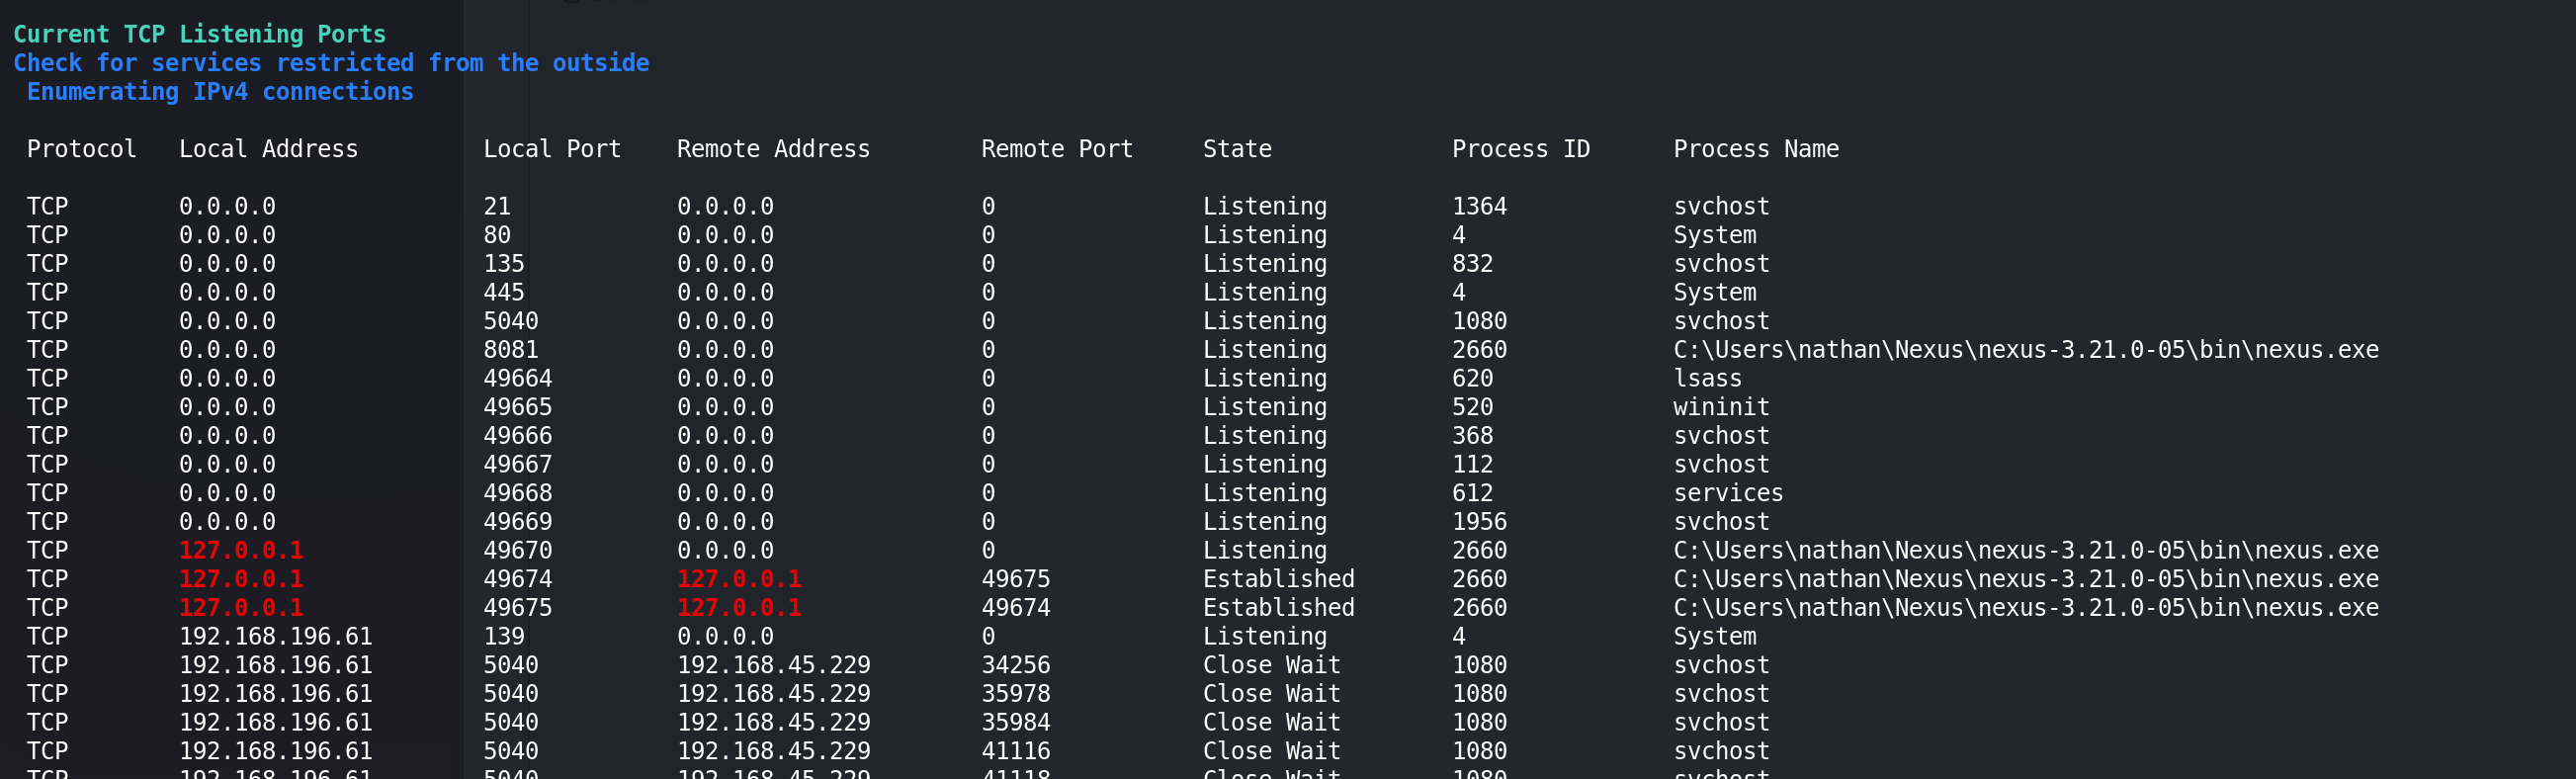 Current TCP Listening Ports
Check for services restricted from the outside
Enumerating IPv4 connections
Protocol   Local Address         Local Port    Remote Address        Remote Port     State             Process ID      Process Name
TCP        0.0.0.0               21            0.0.0.0               0               Listening         1364            svchost
TCP        0.0.0.0               80            0.0.0.0               0               Listening         4               System
TCP        0.0.0.0               135           0.0.0.0               0               Listening         832             svchost
TCP        0.0.0.0               445           0.0.0.0               0               Listening         4               System
TCP        0.0.0.0               5040          0.0.0.0               0               Listening         1080            svchost
TCP        0.0.0.0               8081          0.0.0.0               0               Listening         2660            C:\Users\nathan\Nexus\nexus-3.21.0-05\bin\nexus.exe
TCP        0.0.0.0               49664         0.0.0.0               0               Listening         620             lsass
TCP        0.0.0.0               49665         0.0.0.0               0               Listening         520             wininit
TCP        0.0.0.0               49666         0.0.0.0               0               Listening         368             svchost
TCP        0.0.0.0               49667         0.0.0.0               0               Listening         112             svchost
TCP        0.0.0.0               49668         0.0.0.0               0               Listening         612             services
TCP        0.0.0.0               49669         0.0.0.0               0               Listening         1956            svchost
TCP        127.0.0.1             49670         0.0.0.0               0               Listening         2660            C:\Users\nathan\Nexus\nexus-3.21.0-05\bin\nexus.exe
TCP        127.0.0.1             49674         127.0.0.1             49675           Established       2660            C:\Users\nathan\Nexus\nexus-3.21.0-05\bin\nexus.exe
TCP        127.0.0.1             49675         127.0.0.1             49674           Established       2660            C:\Users\nathan\Nexus\nexus-3.21.0-05\bin\nexus.exe
TCP        192.168.196.61        139           0.0.0.0               0               Listening         4               System
TCP        192.168.196.61        5040          192.168.45.229        34256           Close Wait        1080            svchost
TCP        192.168.196.61        5040          192.168.45.229        35978           Close Wait        1080            svchost
TCP        192.168.196.61        5040          192.168.45.229        35984           Close Wait        1080            svchost
TCP        192.168.196.61        5040          192.168.45.229        41116           Close Wait        1080            svchost
TCP        192.168.196.61        5040          192.168.45.229        41118           Close Wait        1080            svchost